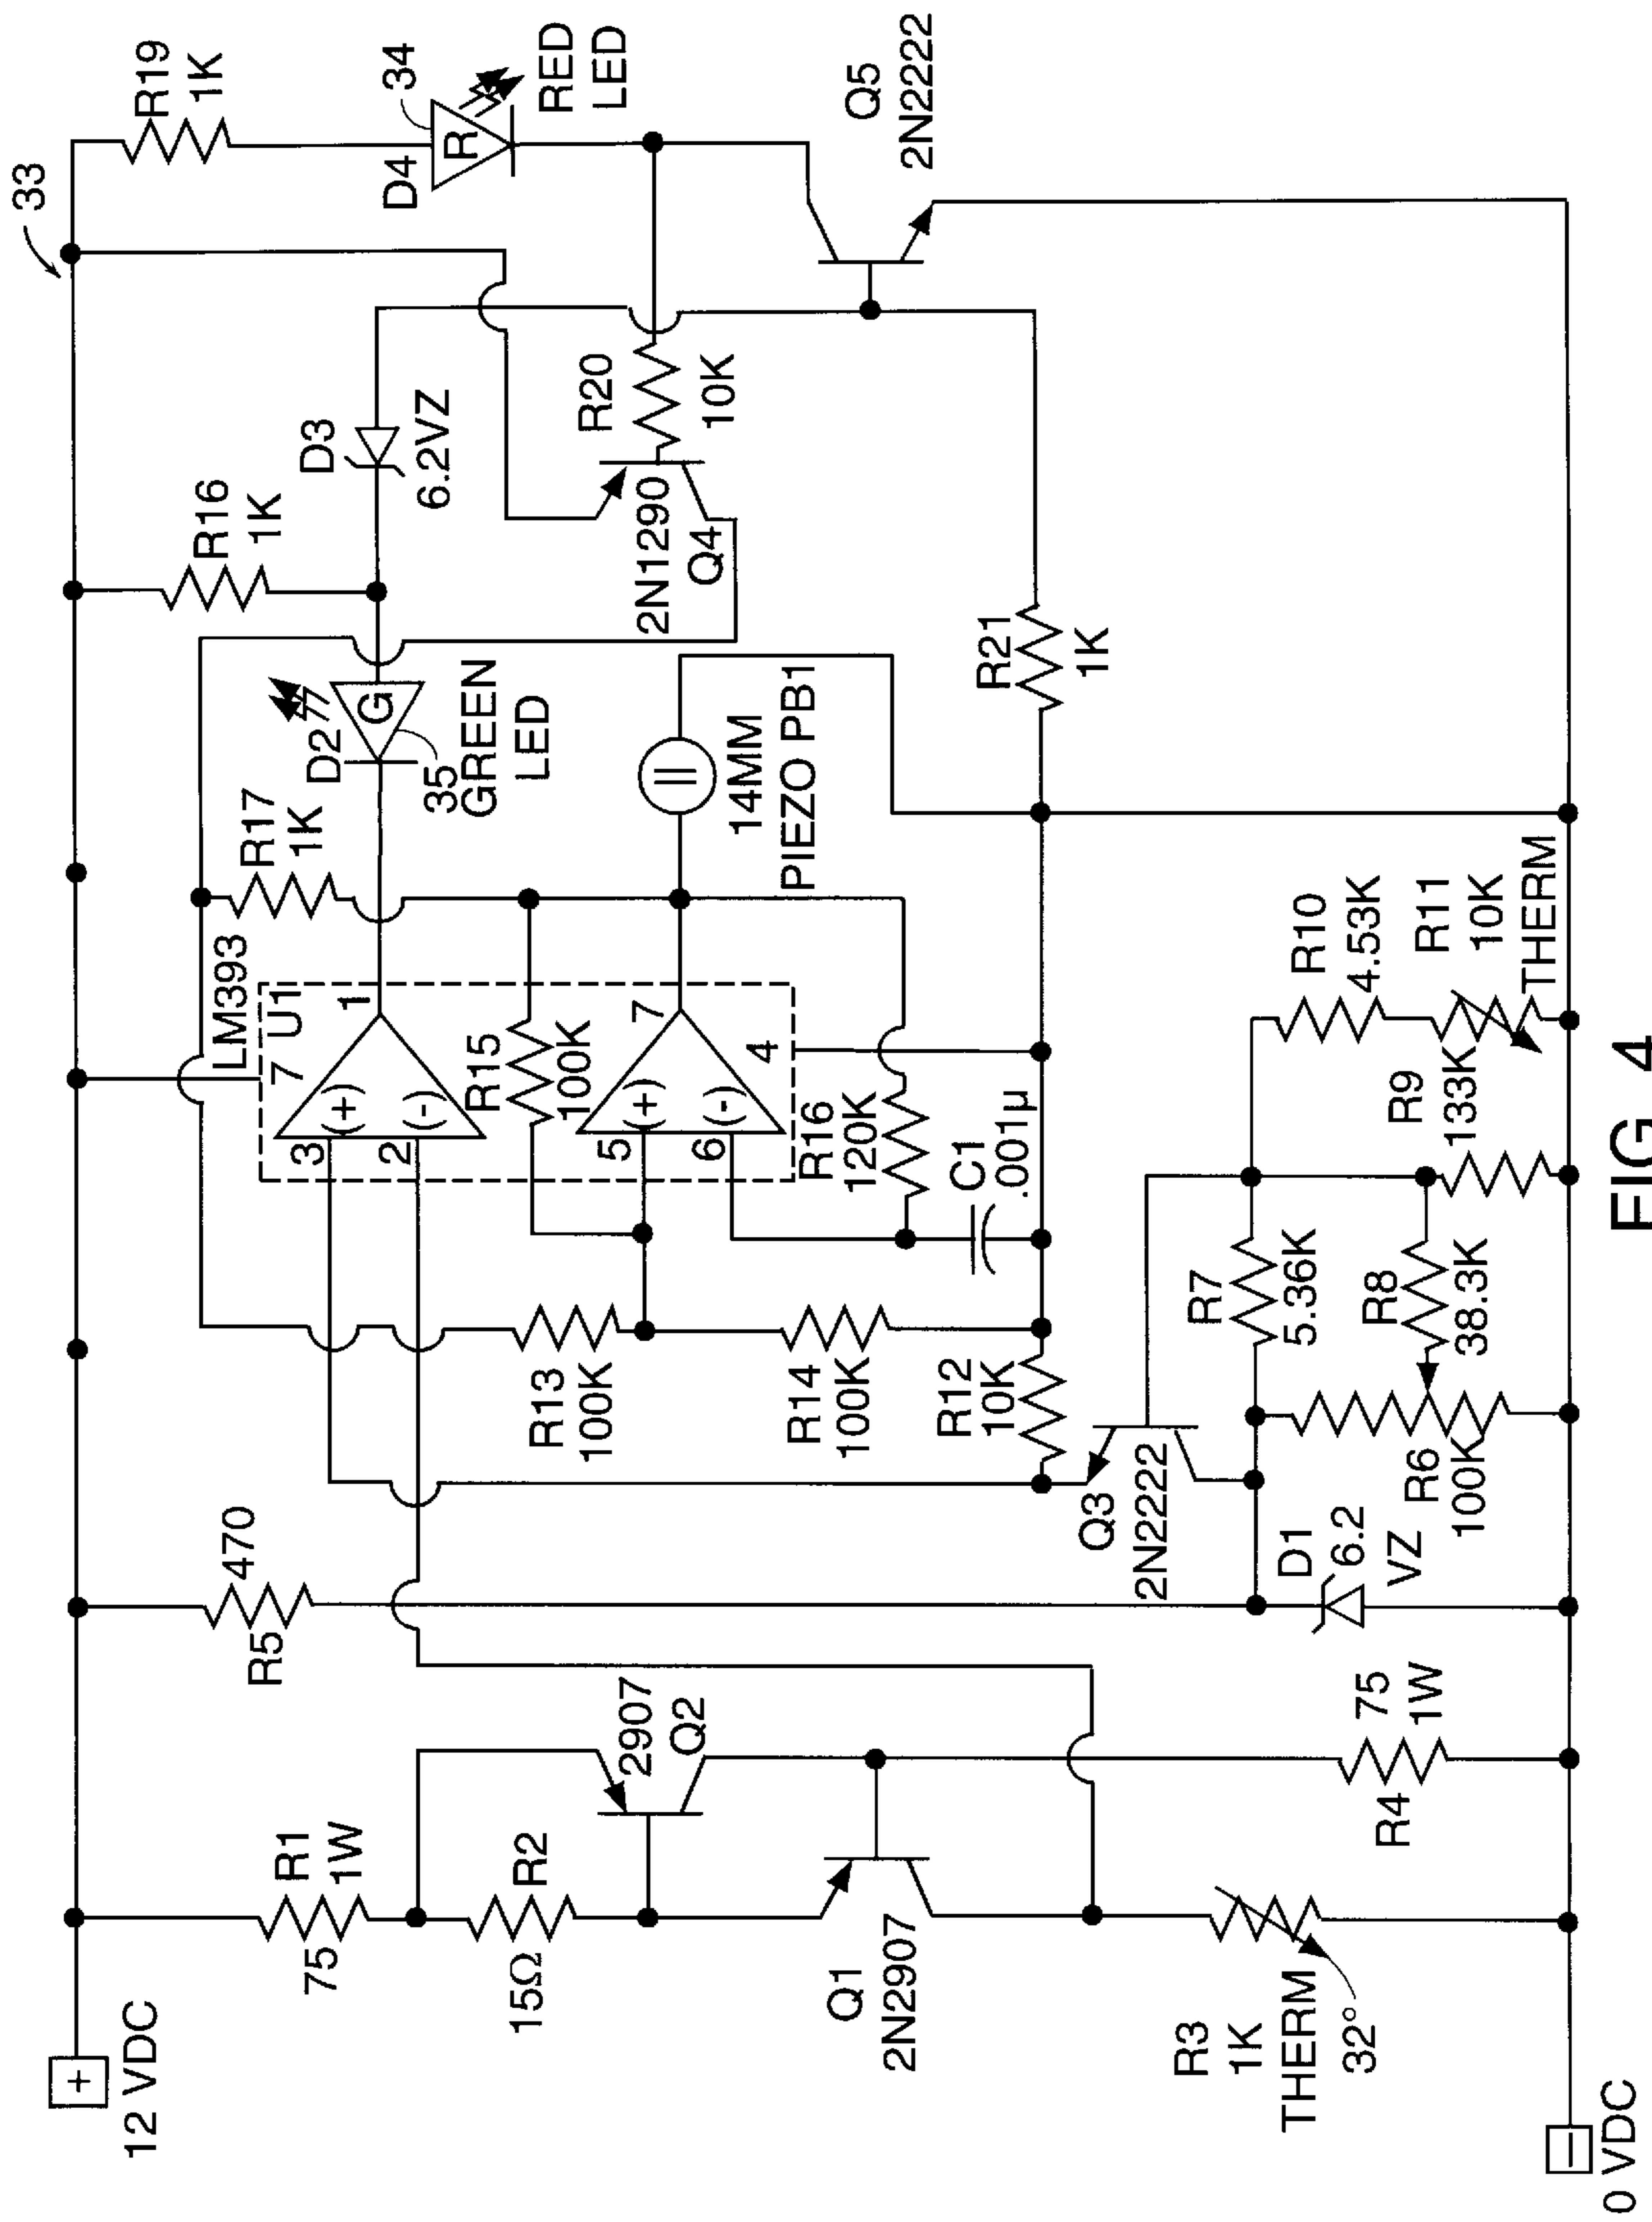 33
+
12 VDC
R1
1W
75
R2
15Ω
2907
Q2
Q1
2N2907
R3
1K
THERM
32°
R4
75
1W
R5
470
D1
6.2
VZ
Q3
2N2222
R6
100K
R7
5.36K
R8
38.3K
R9
133K
R10
4.53K
R11
10K
THERM
R12
10K
R13
100K
R14
100K
C1
.001μ
R16
120K
R15
100K
LM393
U1
7
3
(+)
2
(-)
1
5
(+)
6
(-)
7
4
R17
1K
D2
G
35
GREEN
LED
14MM
PIEZO PB1
R16
1K
D3
6.2VZ
2N1290
Q4
R20
10K
R21
1K
R19
1K
D4
R
34
RED
LED
Q5
2N2222
–
0 VDC
FIG. 4